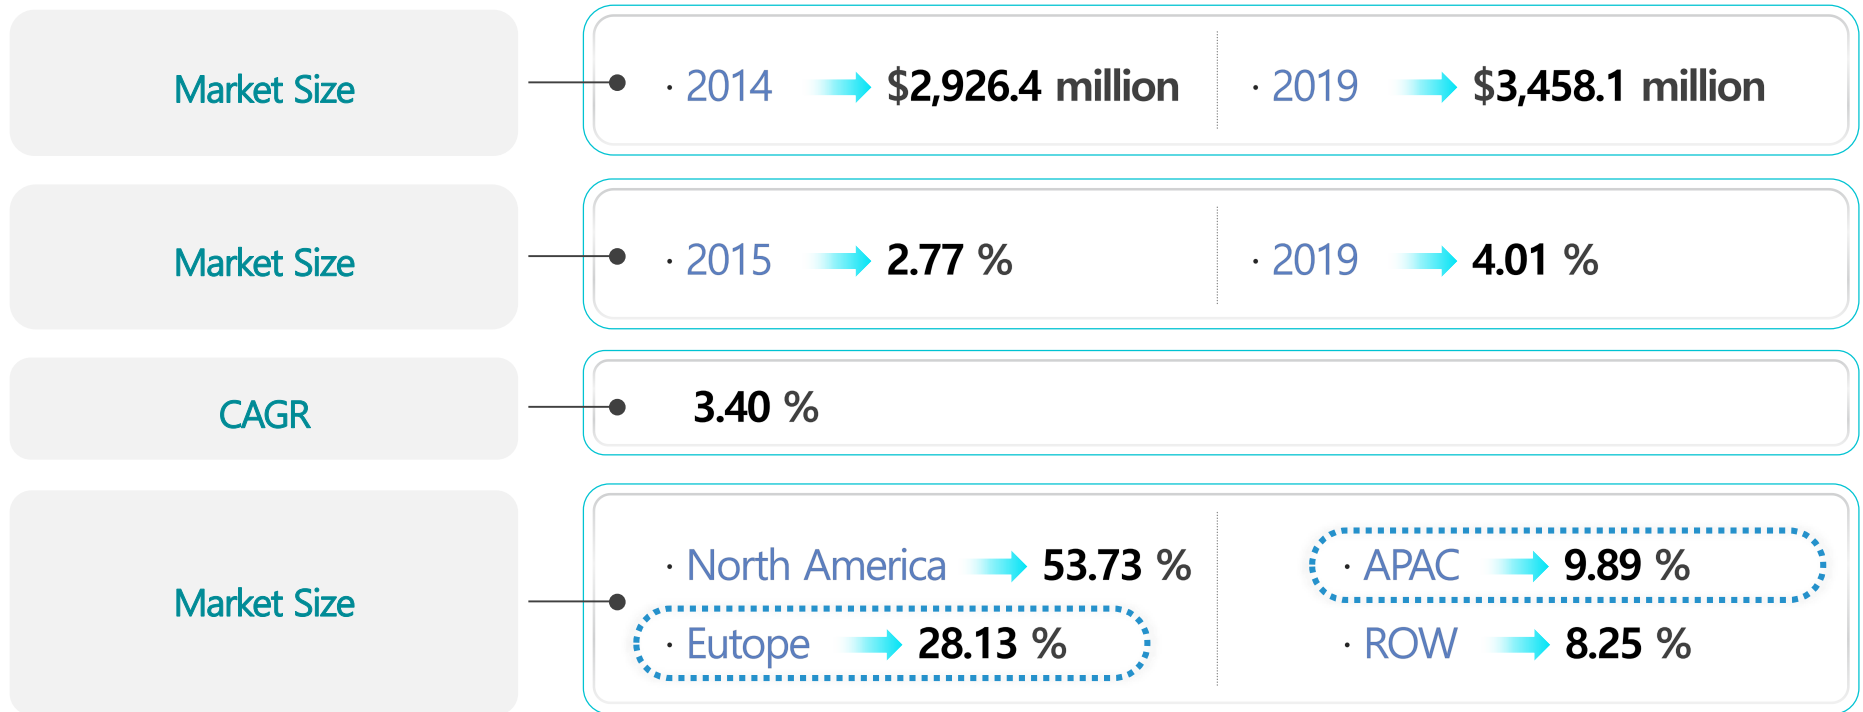 Market Size
· 2014 $2,926.4 million · 2019 $3,458.1 million
Market Size
· 2015 2.77 % · 2019 4.01 %
CAGR
3.40 %
Market Size
· North America 53.73 % · APAC 9.89 %
· Eutope 28.13 % · ROW 8.25 %